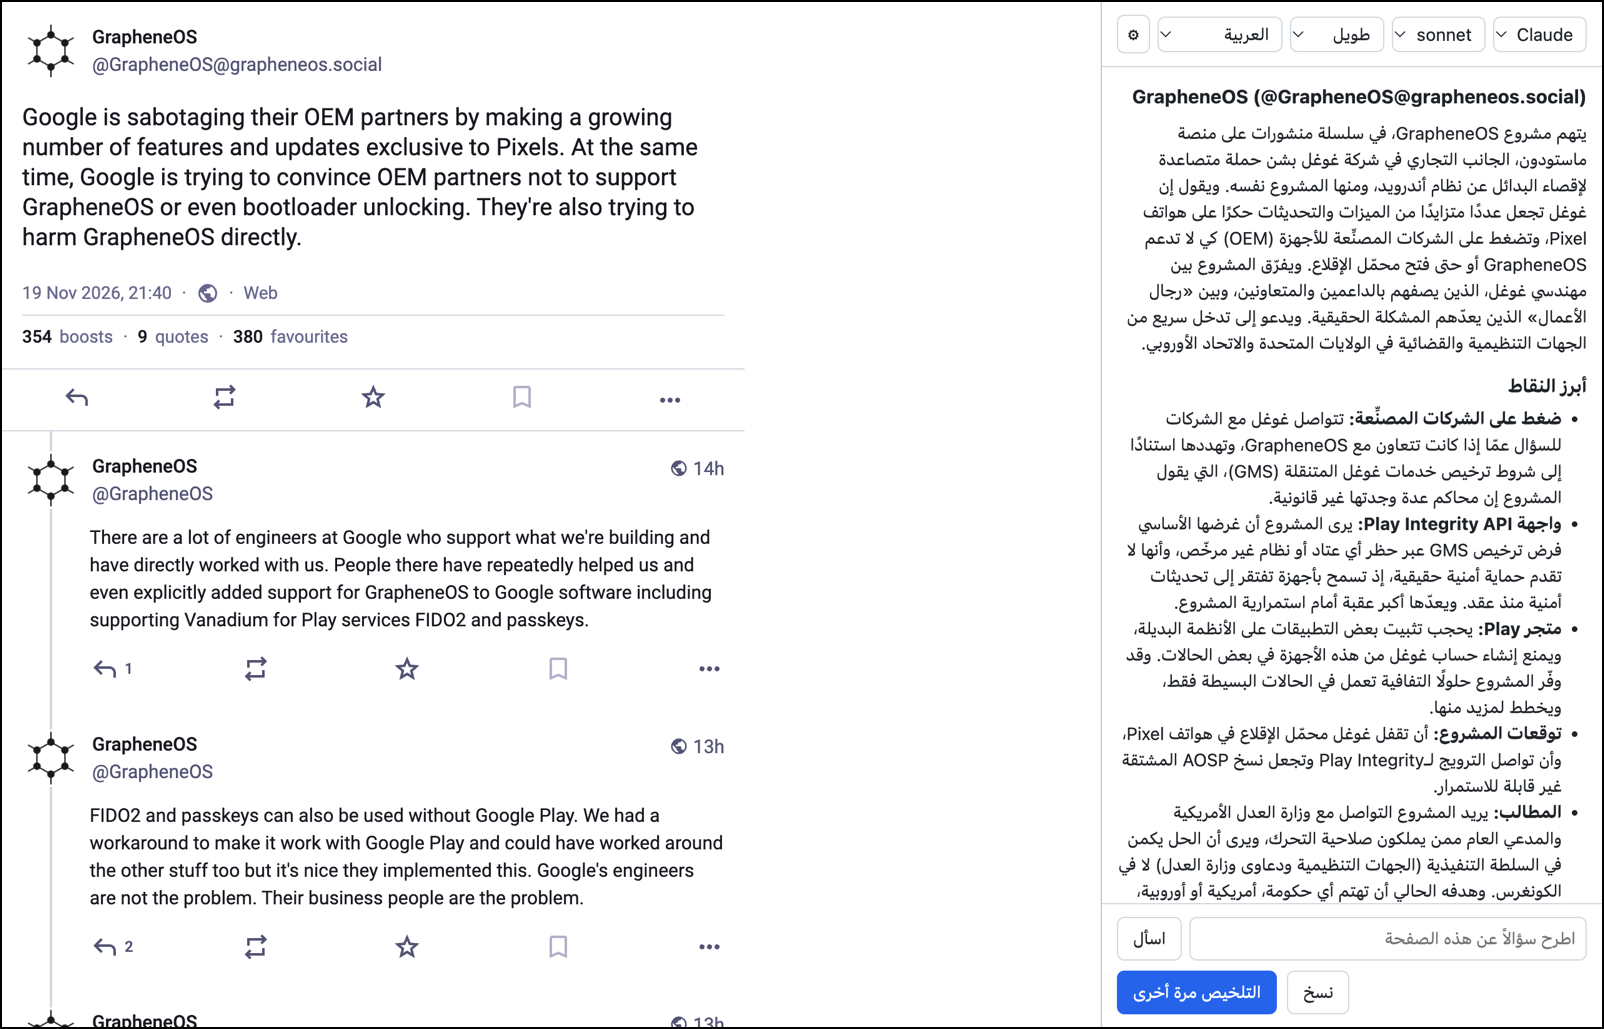 GrapheneOS
@GrapheneOS@grapheneos.social
Google is sabotaging their OEM partners by making a growing
number of features and updates exclusive to Pixels. At the same
time, Google is trying to convince OEM partners not to support
GrapheneOS or even bootloader unlocking. They're also trying to
harm GrapheneOS directly.
19 Nov 2026, 21:40 · Web
354 boosts · 9 quotes · 380 favourites
GrapheneOS
14h
@GrapheneOS
There are a lot of engineers at Google who support what we're building and
have directly worked with us. People there have repeatedly helped us and
even explicitly added support for GrapheneOS to Google software including
supporting Vanadium for Play services FIDO2 and passkeys.
1
GrapheneOS
13h
@GrapheneOS
FIDO2 and passkeys can also be used without Google Play. We had a
workaround to make it work with Google Play and could have worked around
the other stuff too but it's nice they implemented this. Google's engineers
are not the problem. Their business people are the problem.
2
GrapheneOS
13h
Claude
sonnet
طويل
العربية
GrapheneOS (@GrapheneOS@grapheneos.social)
يتهم مشروع GrapheneOS، في سلسلة منشورات على منصة
ماستودون، الجانب التجاري في شركة غوغل بشن حملة متصاعدة
لإقصاء البدائل عن نظام أندرويد، ومنها المشروع نفسه. ويقول إن
غوغل تجعل عددًا متزايدًا من الميزات والتحديثات حكرًا على هواتف
Pixel، وتضغط على الشركات المصنِّعة للأجهزة (OEM) كي لا تدعم
GrapheneOS أو حتى فتح محمّل الإقلاع. ويفرّق المشروع بين
مهندسي غوغل، الذين يصفهم بالداعمين والمتعاونين، وبين «رجال
الأعمال» الذين يعدّهم المشكلة الحقيقية. ويدعو إلى تدخل سريع من
الجهات التنظيمية والقضائية في الولايات المتحدة والاتحاد الأوروبي.
أبرز النقاط
• ضغط على الشركات المصنِّعة: تتواصل غوغل مع الشركات
للسؤال عمّا إذا كانت تتعاون مع GrapheneOS، وتهددها استنادًا
إلى شروط ترخيص خدمات غوغل المتنقلة (GMS)، التي يقول
المشروع إن محاكم عدة وجدتها غير قانونية.
• واجهة Play Integrity API: يرى المشروع أن غرضها الأساسي
فرض ترخيص GMS عبر حظر أي عتاد أو نظام غير مرخّص، وأنها لا
تقدم حماية أمنية حقيقية، إذ تسمح بأجهزة تفتقر إلى تحديثات
أمنية منذ عقد. ويعدّها أكبر عقبة أمام استمرارية المشروع.
• متجر Play: يحجب تثبيت بعض التطبيقات على الأنظمة البديلة،
ويمنع إنشاء حساب غوغل من هذه الأجهزة في بعض الحالات. وقد
وفّر المشروع حلولًا التفافية تعمل في الحالات البسيطة فقط،
ويخطط لمزيد منها.
• توقعات المشروع: أن تقفل غوغل محمّل الإقلاع في هواتف Pixel،
وأن تواصل الترويج لـPlay Integrity وتجعل نسخ AOSP المشتقة
غير قابلة للاستمرار.
• المطالب: يريد المشروع التواصل مع وزارة العدل الأمريكية
والمدعي العام ممن يملكون صلاحية التحرك، ويرى أن الحل يكمن
في السلطة التنفيذية (الجهات التنظيمية ودعاوى وزارة العدل) لا في
الكونغرس. وهدفه الحالي أن تهتم أي حكومة، أمريكية أو أوروبية،
اطرح سؤالاً عن هذه الصفحة
اسأل
نسخ
التلخيص مرة أخرى